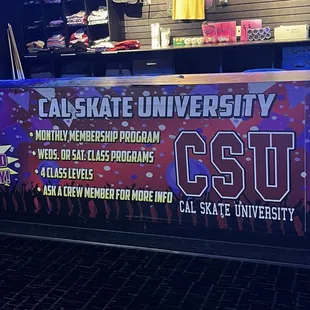 CAL SKATE UNIVERSITY
• MONTHLY MEMBERSHIP PROGRAM
• WEDS. OR SAT. CLASS PROGRAMS
• 4 CLASS LEVELS
• ASK A CREW MEMBER FOR MORE INFO
CSU
CAL SKATE UNIVERSITY